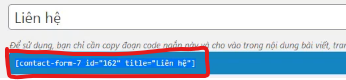 Liên hệ
Để sử dụng, bạn chỉ cần copy đoạn code ngắn này và cho vào trong nội dung bài viết, tran
[contact-form-7 id="162" title="Liên hệ"]